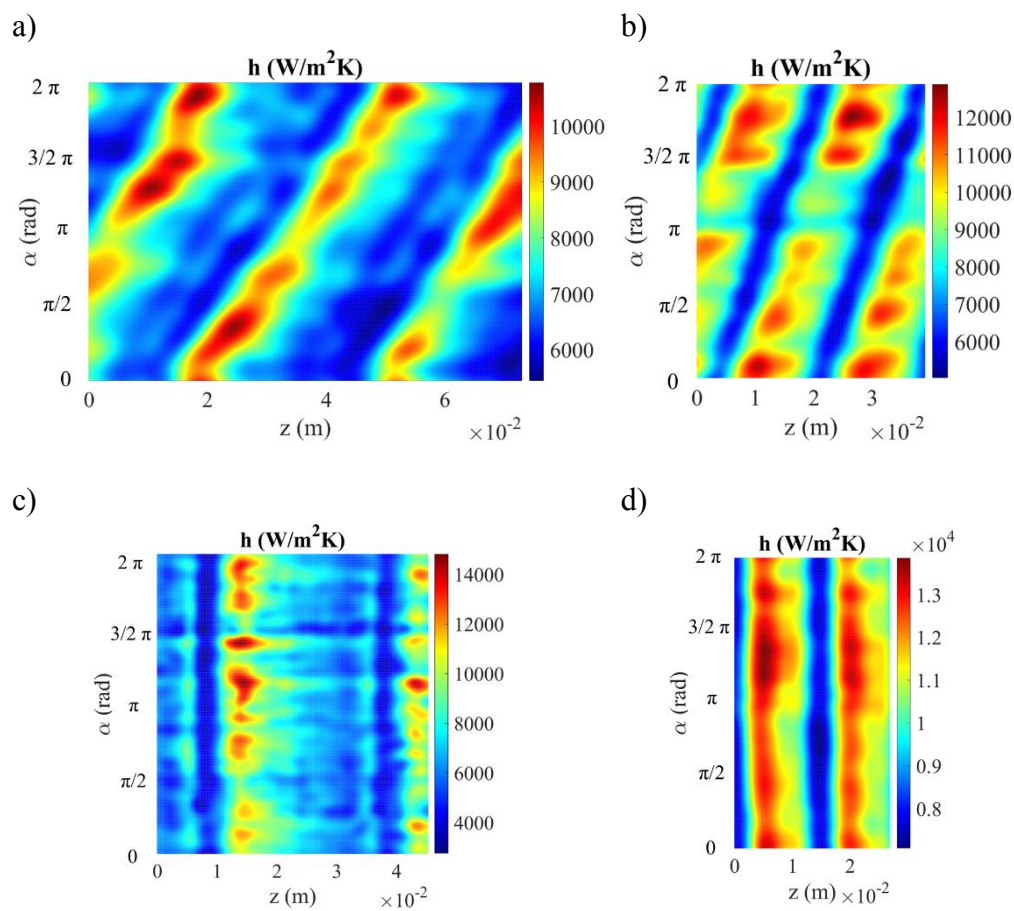 a)
h (W/m²K)
2 π
3/2 π
π
π/2
0
α (rad)
0 2 4 6
×10⁻²
z (m)
10000
9000
8000
7000
6000
b)
h (W/m²K)
2 π
3/2 π
π
π/2
0
α (rad)
0 1 2 3
×10⁻²
z (m)
12000
11000
10000
9000
8000
7000
6000
c)
h (W/m²K)
2 π
3/2 π
π
π/2
0
α (rad)
0 1 2 3 4
×10⁻²
z (m)
14000
12000
10000
8000
6000
4000
d)
h (W/m²K)
×10⁴
2 π
3/2 π
π
π/2
0
α (rad)
0 1 2
z (m) ×10⁻²
1.3
1.2
1.1
1
0.9
0.8